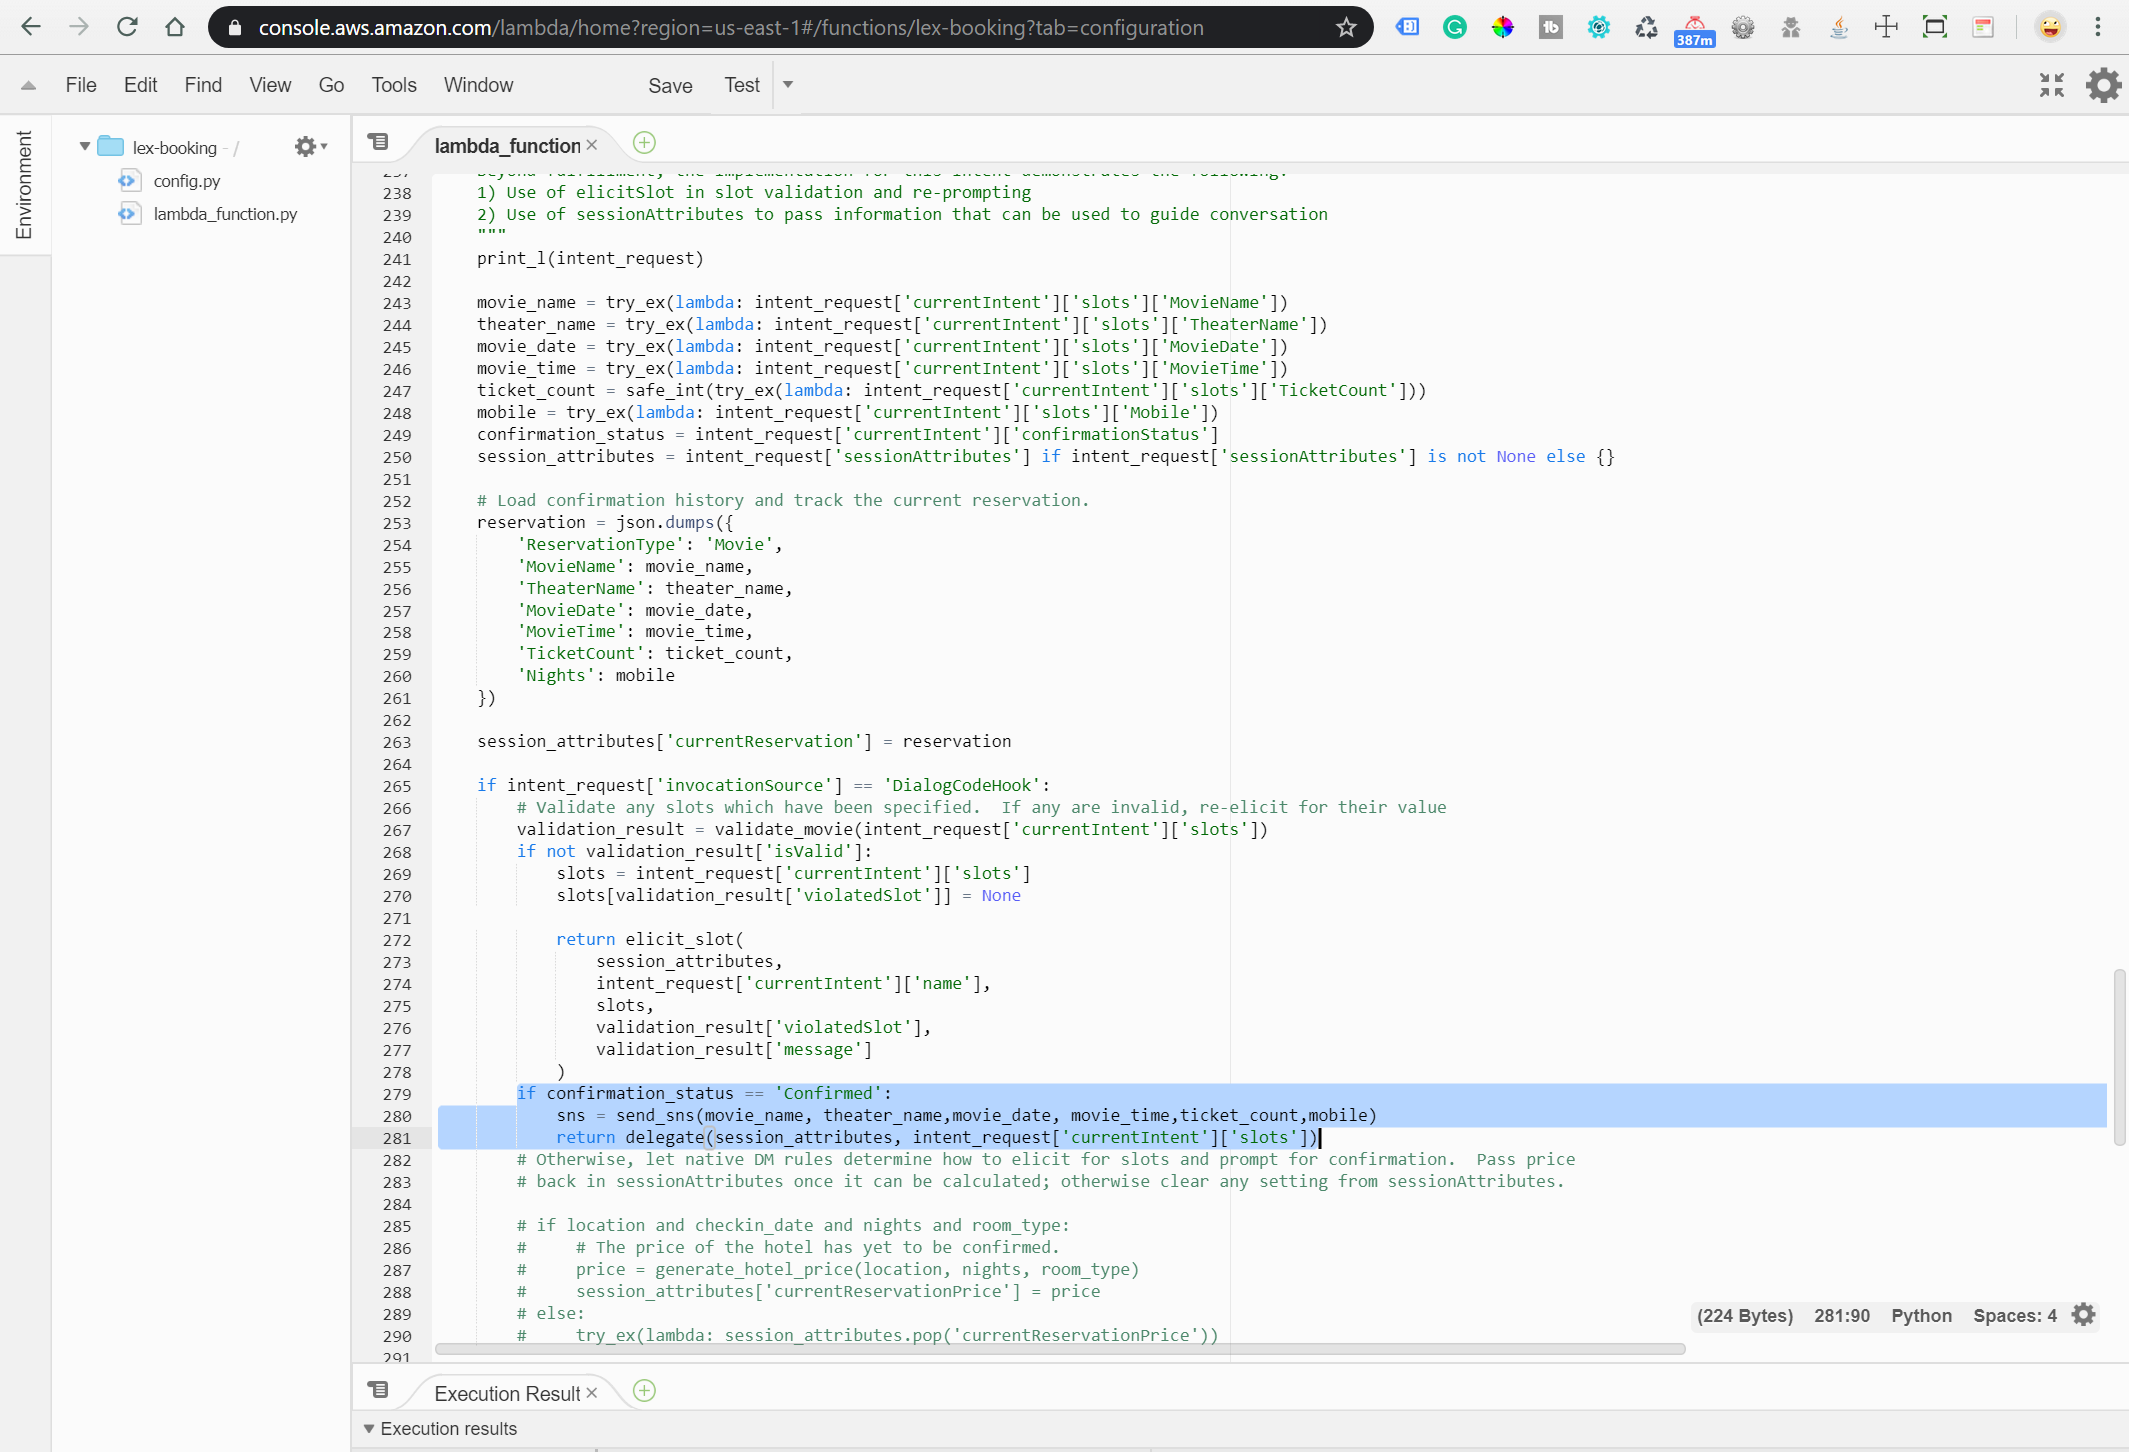 console.aws.amazon.com/lambda/home?region=us-east-1#/functions/lex-booking?tab=configuration
387m
File Edit Find View Go Tools Window Save Test
Environment
lex-booking - /
config.py
lambda_function.py
lambda_function
238 1) Use of elicitSlot in slot validation and re-prompting
239 2) Use of sessionAttributes to pass information that can be used to guide conversation
240 """
241 print_l(intent_request)
242
243 movie_name = try_ex(lambda: intent_request['currentIntent']['slots']['MovieName'])
244 theater_name = try_ex(lambda: intent_request['currentIntent']['slots']['TheaterName'])
245 movie_date = try_ex(lambda: intent_request['currentIntent']['slots']['MovieDate'])
246 movie_time = try_ex(lambda: intent_request['currentIntent']['slots']['MovieTime'])
247 ticket_count = safe_int(try_ex(lambda: intent_request['currentIntent']['slots']['TicketCount']))
248 mobile = try_ex(lambda: intent_request['currentIntent']['slots']['Mobile'])
249 confirmation_status = intent_request['currentIntent']['confirmationStatus']
250 session_attributes = intent_request['sessionAttributes'] if intent_request['sessionAttributes'] is not None else {}
251
252 # Load confirmation history and track the current reservation.
253 reservation = json.dumps({
254 'ReservationType': 'Movie',
255 'MovieName': movie_name,
256 'TheaterName': theater_name,
257 'MovieDate': movie_date,
258 'MovieTime': movie_time,
259 'TicketCount': ticket_count,
260 'Nights': mobile
261 })
262
263 session_attributes['currentReservation'] = reservation
264
265 if intent_request['invocationSource'] == 'DialogCodeHook':
266 # Validate any slots which have been specified.  If any are invalid, re-elicit for their value
267 validation_result = validate_movie(intent_request['currentIntent']['slots'])
268 if not validation_result['isValid']:
269 slots = intent_request['currentIntent']['slots']
270 slots[validation_result['violatedSlot']] = None
271
272 return elicit_slot(
273 session_attributes,
274 intent_request['currentIntent']['name'],
275 slots,
276 validation_result['violatedSlot'],
277 validation_result['message']
278 )
279 if confirmation_status == 'Confirmed':
280 sns = send_sns(movie_name, theater_name,movie_date, movie_time,ticket_count,mobile)
281 return delegate(session_attributes, intent_request['currentIntent']['slots'])
282 # Otherwise, let native DM rules determine how to elicit for slots and prompt for confirmation.  Pass price
283 # back in sessionAttributes once it can be calculated; otherwise clear any setting from sessionAttributes.
284
285 # if location and checkin_date and nights and room_type:
286 #     # The price of the hotel has yet to be confirmed.
287 #     price = generate_hotel_price(location, nights, room_type)
288 #     session_attributes['currentReservationPrice'] = price
289 # else:
290 #     try_ex(lambda: session_attributes.pop('currentReservationPrice'))
291
(224 Bytes) 281:90 Python Spaces: 4
Execution Result
Execution results